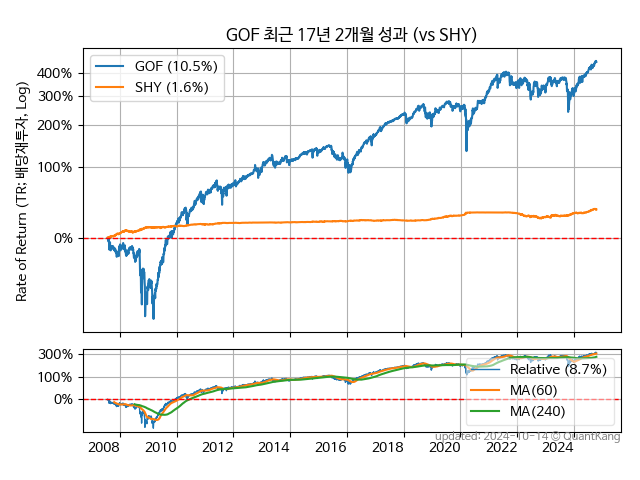 GOF 최근 17년 2개월 성과 (vs SHY)
Rate of Return (TR; 배당재투자, Log)
400%
300%
200%
100%
0%
GOF (10.5%)
SHY (1.6%)
300%
100%
0%
Relative (8.7%)
MA(60)
MA(240)
2008 2010 2012 2014 2016 2018 2020 2022 2024
updated: 2024-10-14 © QuantKang